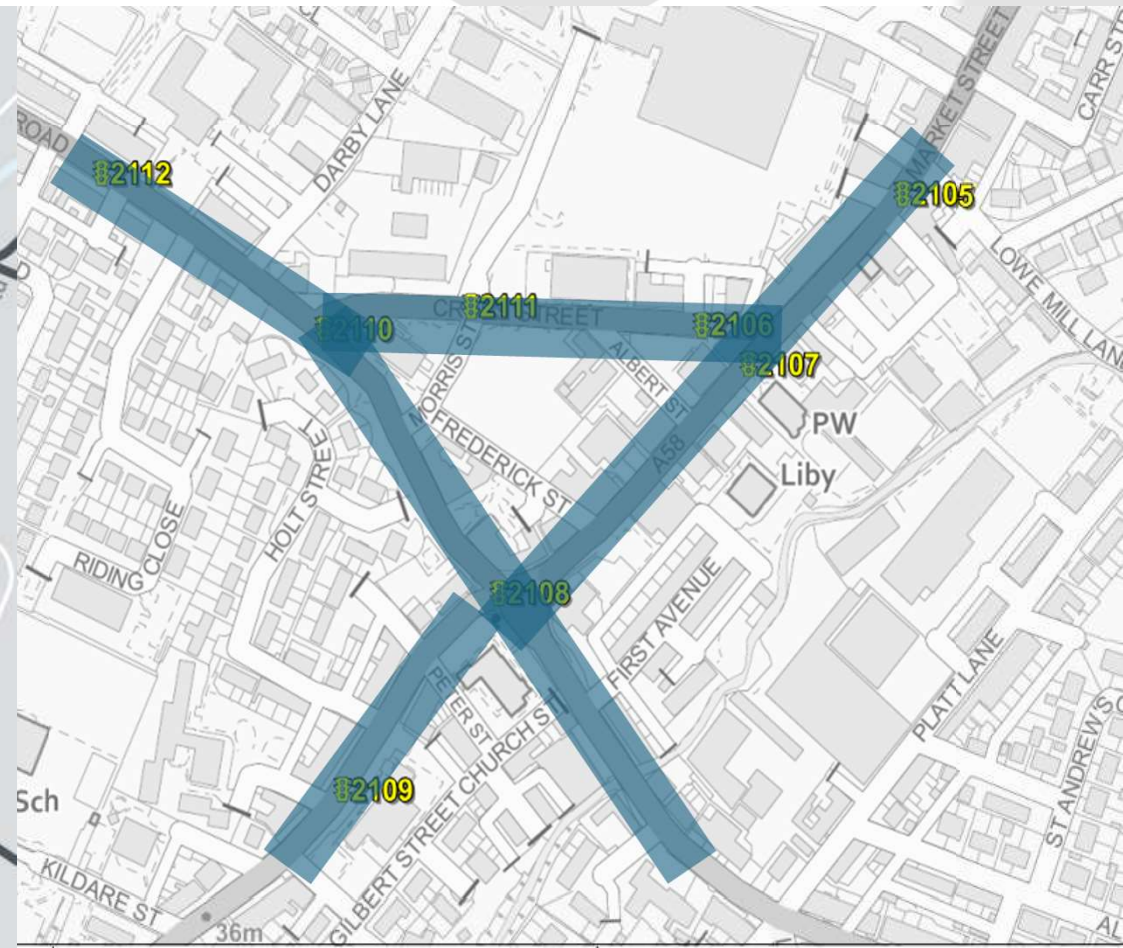 ROAD
DARBY LANE
MARKET STREET
CARR ST
2112
2105
LOWE MILL LAN
2111
2110
2106
2107
ALBERT ST
MORRIS ST
FREDERICK ST
A58
PW
Liby
HOLT STREET
RIDING CLOSE
2108
FIRST AVENUE
PLATT LANE
PETER ST
GILBERT STREET
CHURCH ST
2109
Sch
ST ANDREW'S
KILDARE ST
36m